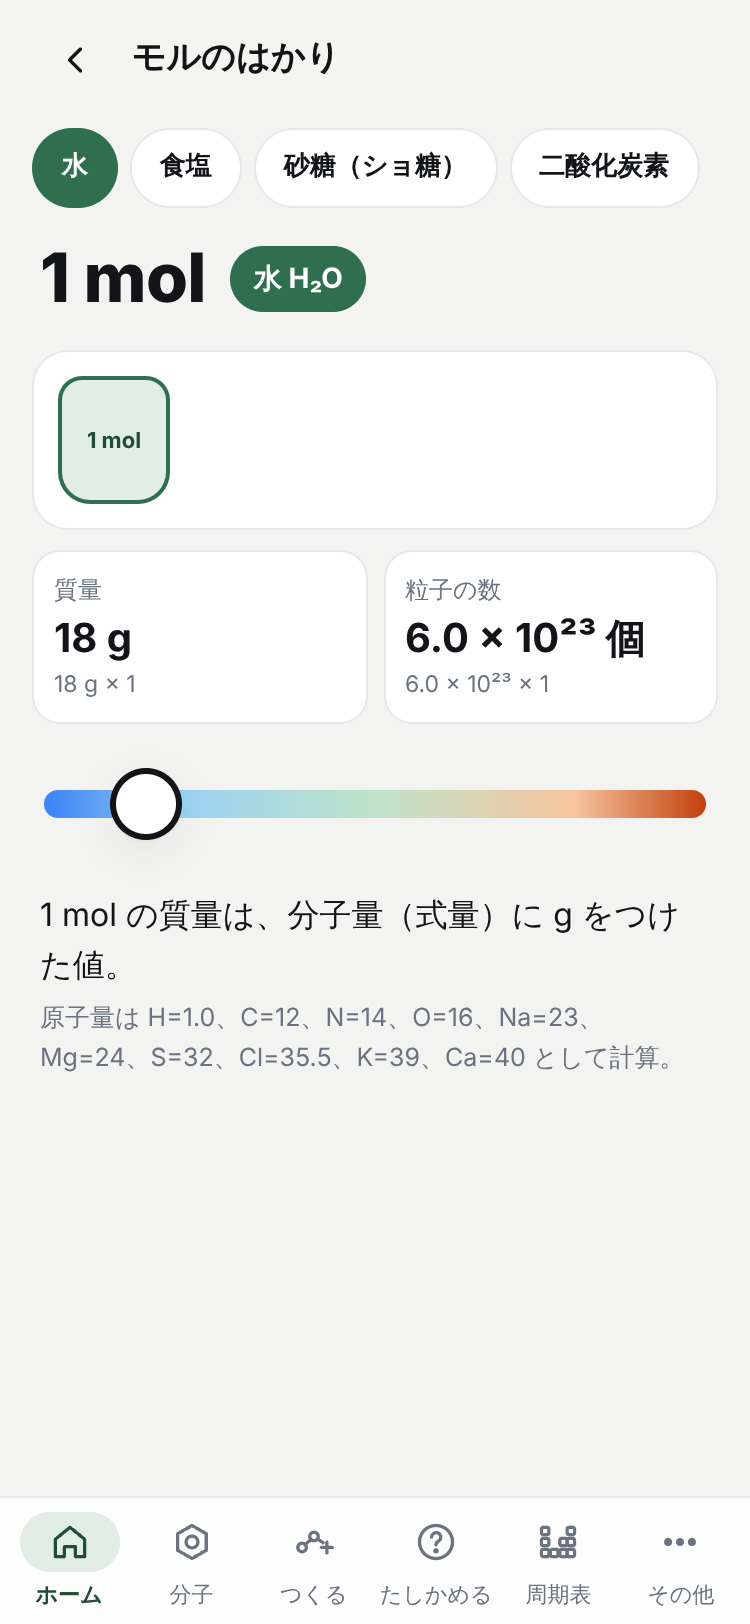 モルのはかり
水
食塩
砂糖（ショ糖）
二酸化炭素
1 mol
水 H₂O
1 mol
質量
18 g
18 g × 1
粒子の数
6.0 × 10²³ 個
6.0 × 10²³ × 1
1 mol の質量は、分子量（式量）に g をつけ
た値。
原子量は H=1.0、C=12、N=14、O=16、Na=23、
Mg=24、S=32、Cl=35.5、K=39、Ca=40 として計算。
ホーム
分子
つくる
たしかめる
周期表
その他